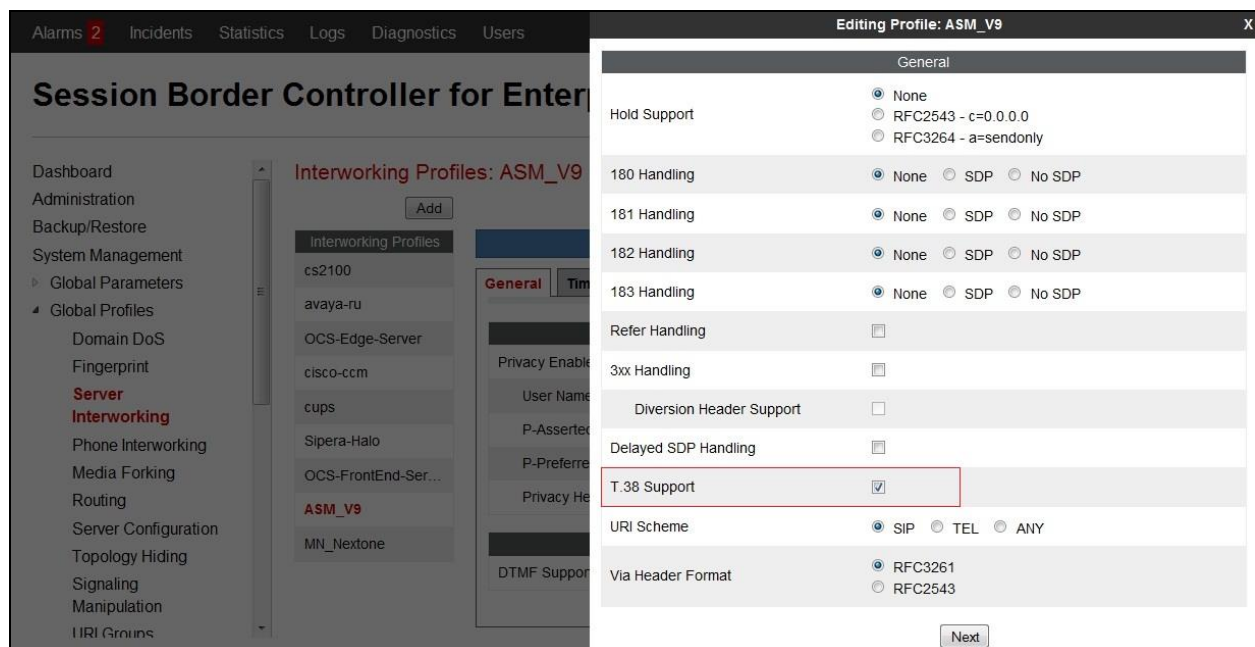 Alarms 2 Incidents Statistics Logs Diagnostics Users
Session Border Controller for Enter
Dashboard
Administration
Backup/Restore
System Management
Global Parameters
Global Profiles
Domain DoS
Fingerprint
Server
Interworking
Phone Interworking
Media Forking
Routing
Server Configuration
Topology Hiding
Signaling
Manipulation
URI Groups
Interworking Profiles: ASM_V9
Add
Interworking Profiles
cs2100
avaya-ru
OCS-Edge-Server
cisco-ccm
cups
Sipera-Halo
OCS-FrontEnd-Ser...
ASM_V9
MN_Nextone
General Tim
Privacy Enable
User Name
P-Asserted
P-Preferre
Privacy He
DTMF Suppor
Editing Profile: ASM_V9 X
General
Hold Support
None
RFC2543 - c=0.0.0.0
RFC3264 - a=sendonly
180 Handling None SDP No SDP
181 Handling None SDP No SDP
182 Handling None SDP No SDP
183 Handling None SDP No SDP
Refer Handling
3xx Handling
Diversion Header Support
Delayed SDP Handling
T.38 Support
URI Scheme SIP TEL ANY
Via Header Format
RFC3261
RFC2543
Next